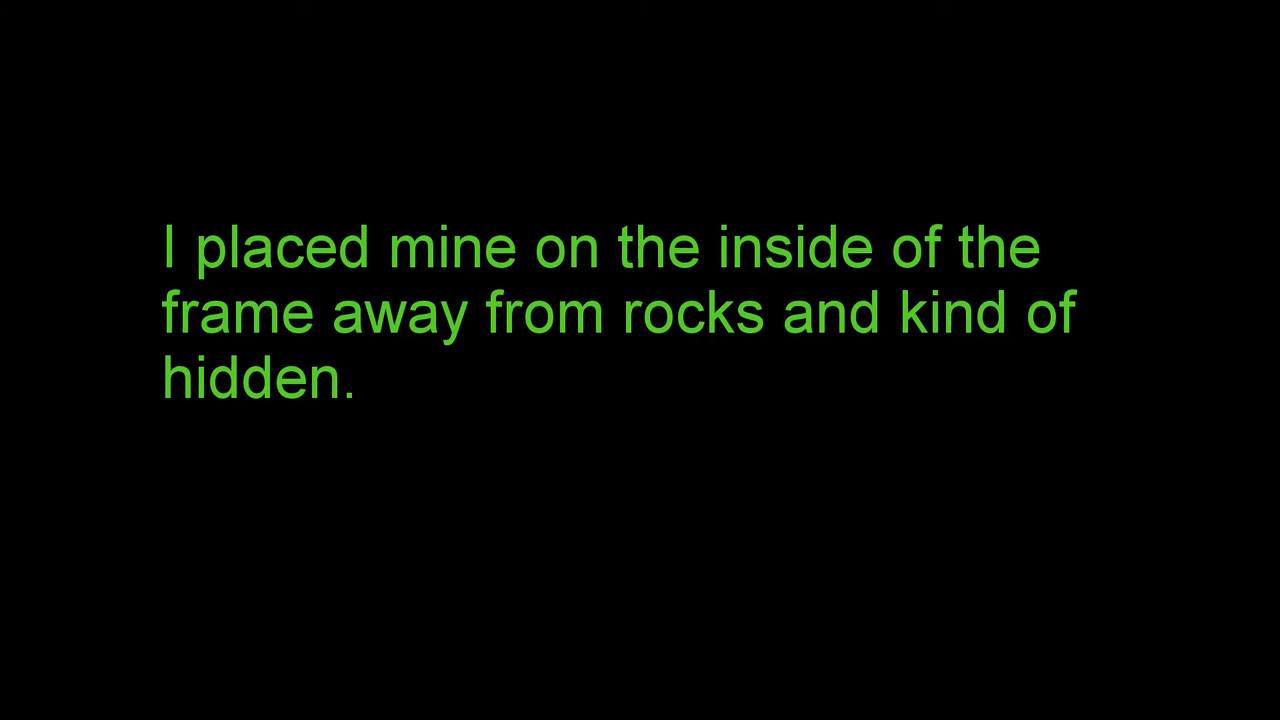 I placed mine on the inside of the
frame away from rocks and kind of
hidden.